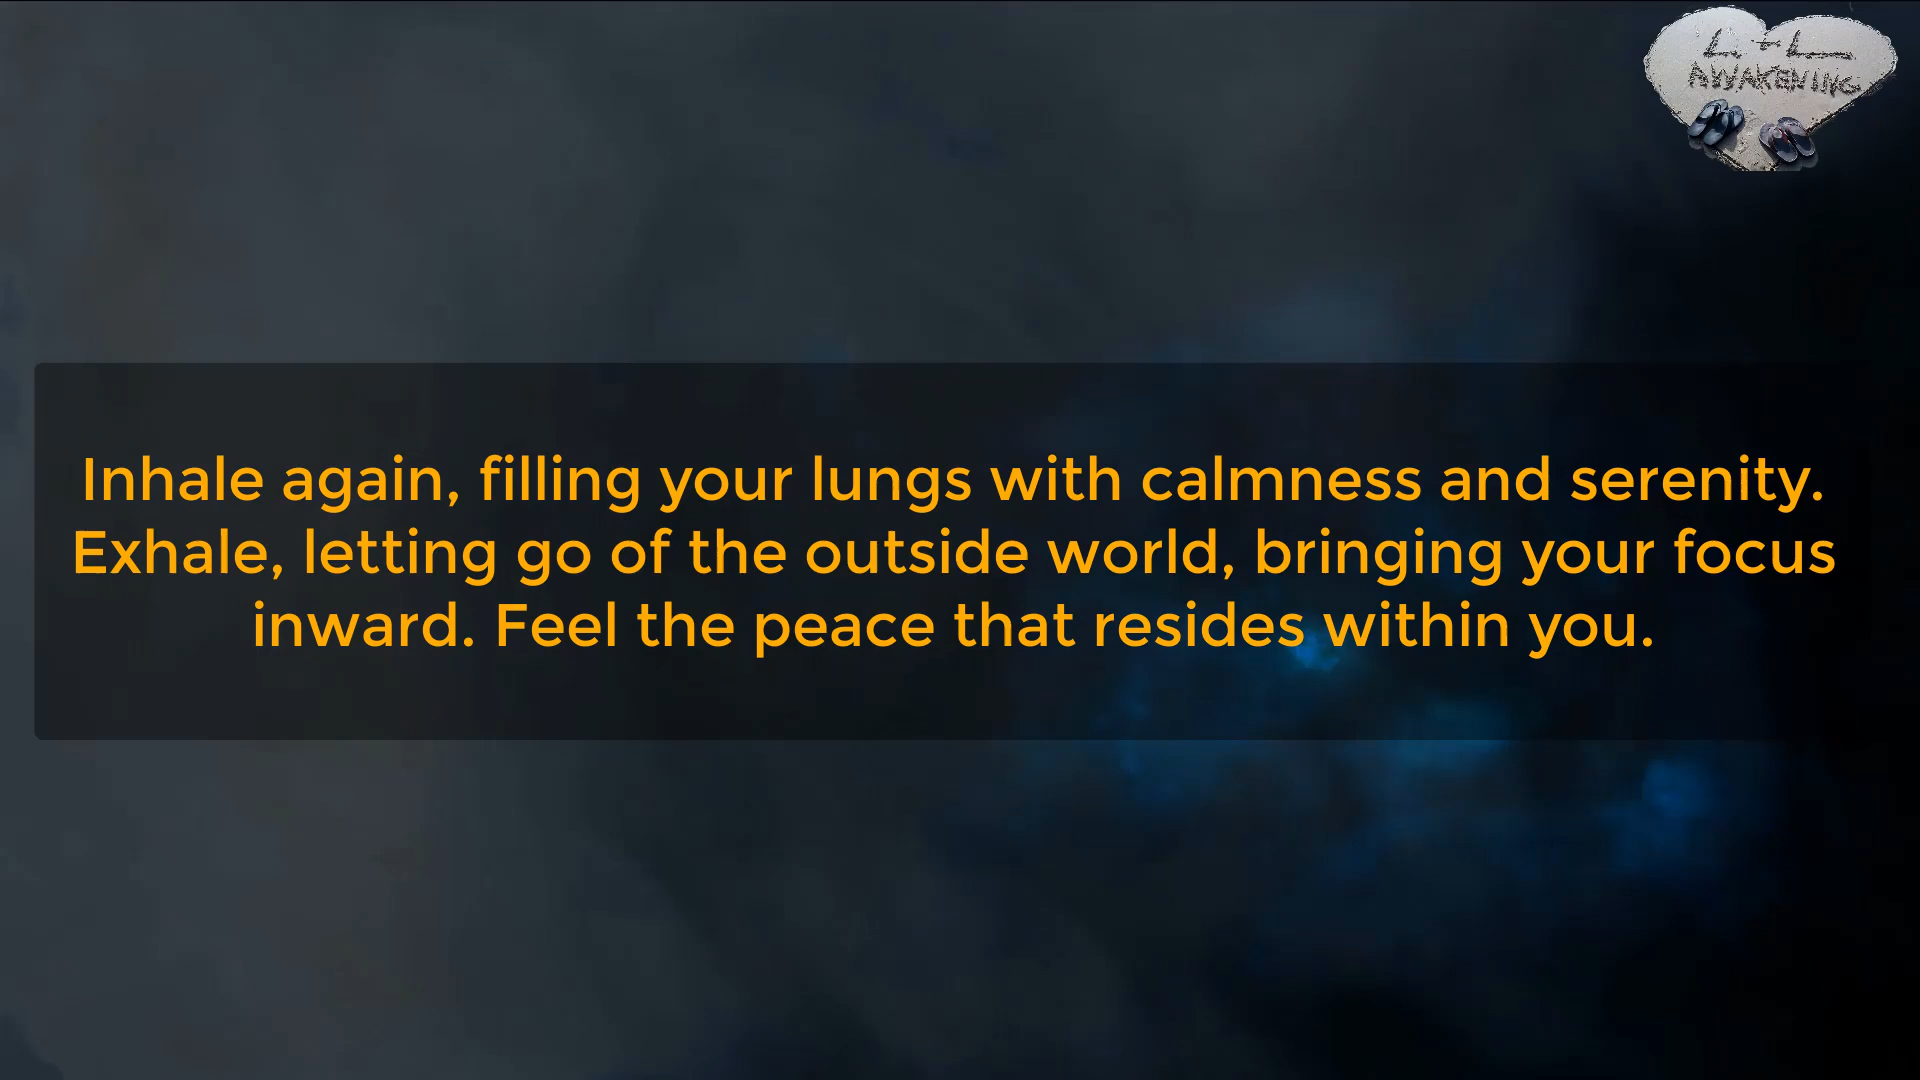 L + L
AWAKENING
Inhale again, filling your lungs with calmness and serenity.
Exhale, letting go of the outside world, bringing your focus
inward. Feel the peace that resides within you.